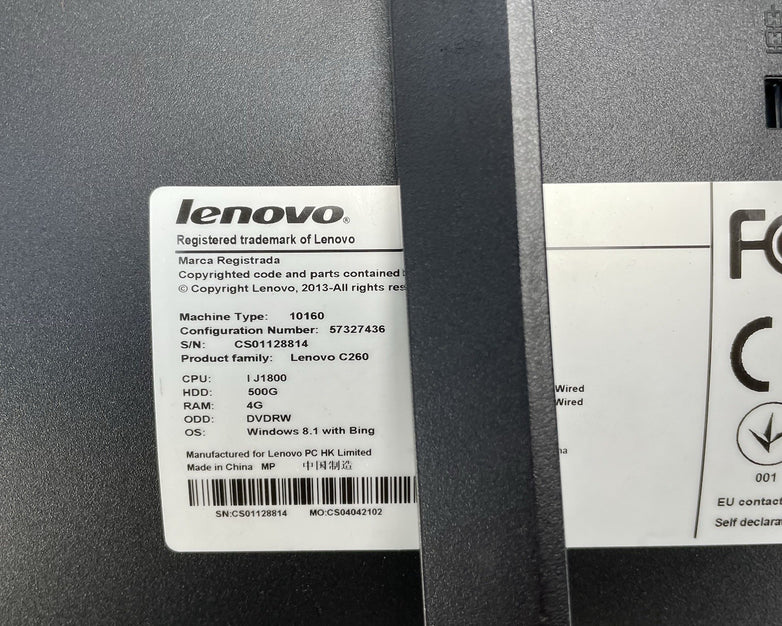 lenovo®
Registered trademark of Lenovo
Marca Registrada
Copyrighted code and parts contained
© Copyright Lenovo, 2013-All rights
Machine Type: 10160
Configuration Number: 57327436
S/N: CS01128814
Product family: Lenovo C260
CPU: I J1800
HDD: 500G
RAM: 4G
ODD: DVDRW
OS: Windows 8.1 with Bing
Manufactured for Lenovo PC HK Limited
Made in China MP 中国制造
SN:CS01128814 MO:CS04042102
Wired
Wired
FC
CE
001
EU contact
Self